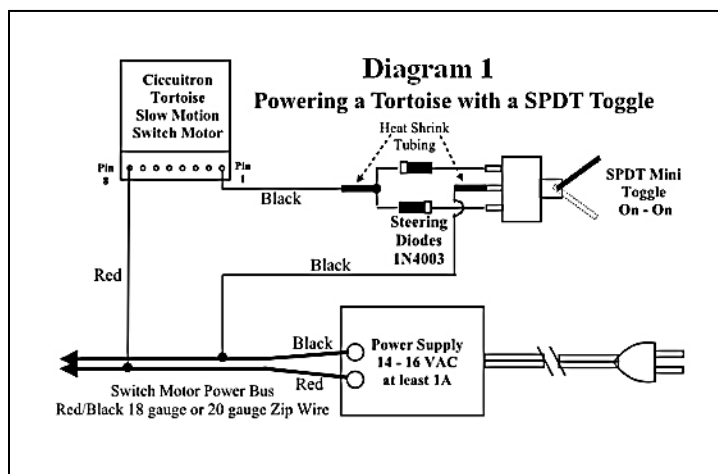 Diagram 1
Powering a Tortoise with a SPDT Toggle
Ciccuitron
Tortoise
Slow Motion
Switch Motor
Pin
8
Pin
1
Heat Shrink
Tubing
Black
Steering
Diodes
1N4003
SPDT Mini
Toggle
On - On
Black
Red
Black
Red
Power Supply
14 - 16 VAC
at least 1A
Switch Motor Power Bus
Red/Black 18 gauge or 20 gauge Zip Wire